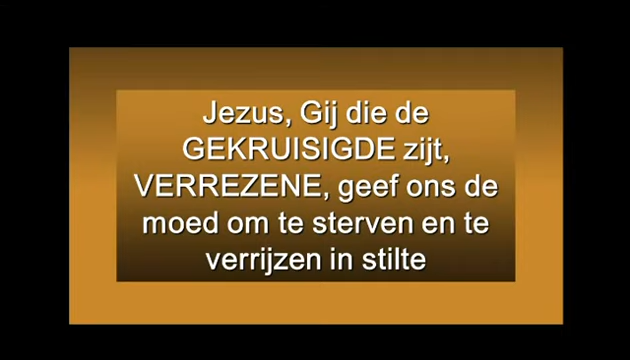 Jezus, Gij die de
GEKRUISIGDE zijt,
VERREZENE, geef ons de
moed om te sterven en te
verrijzen in stilte